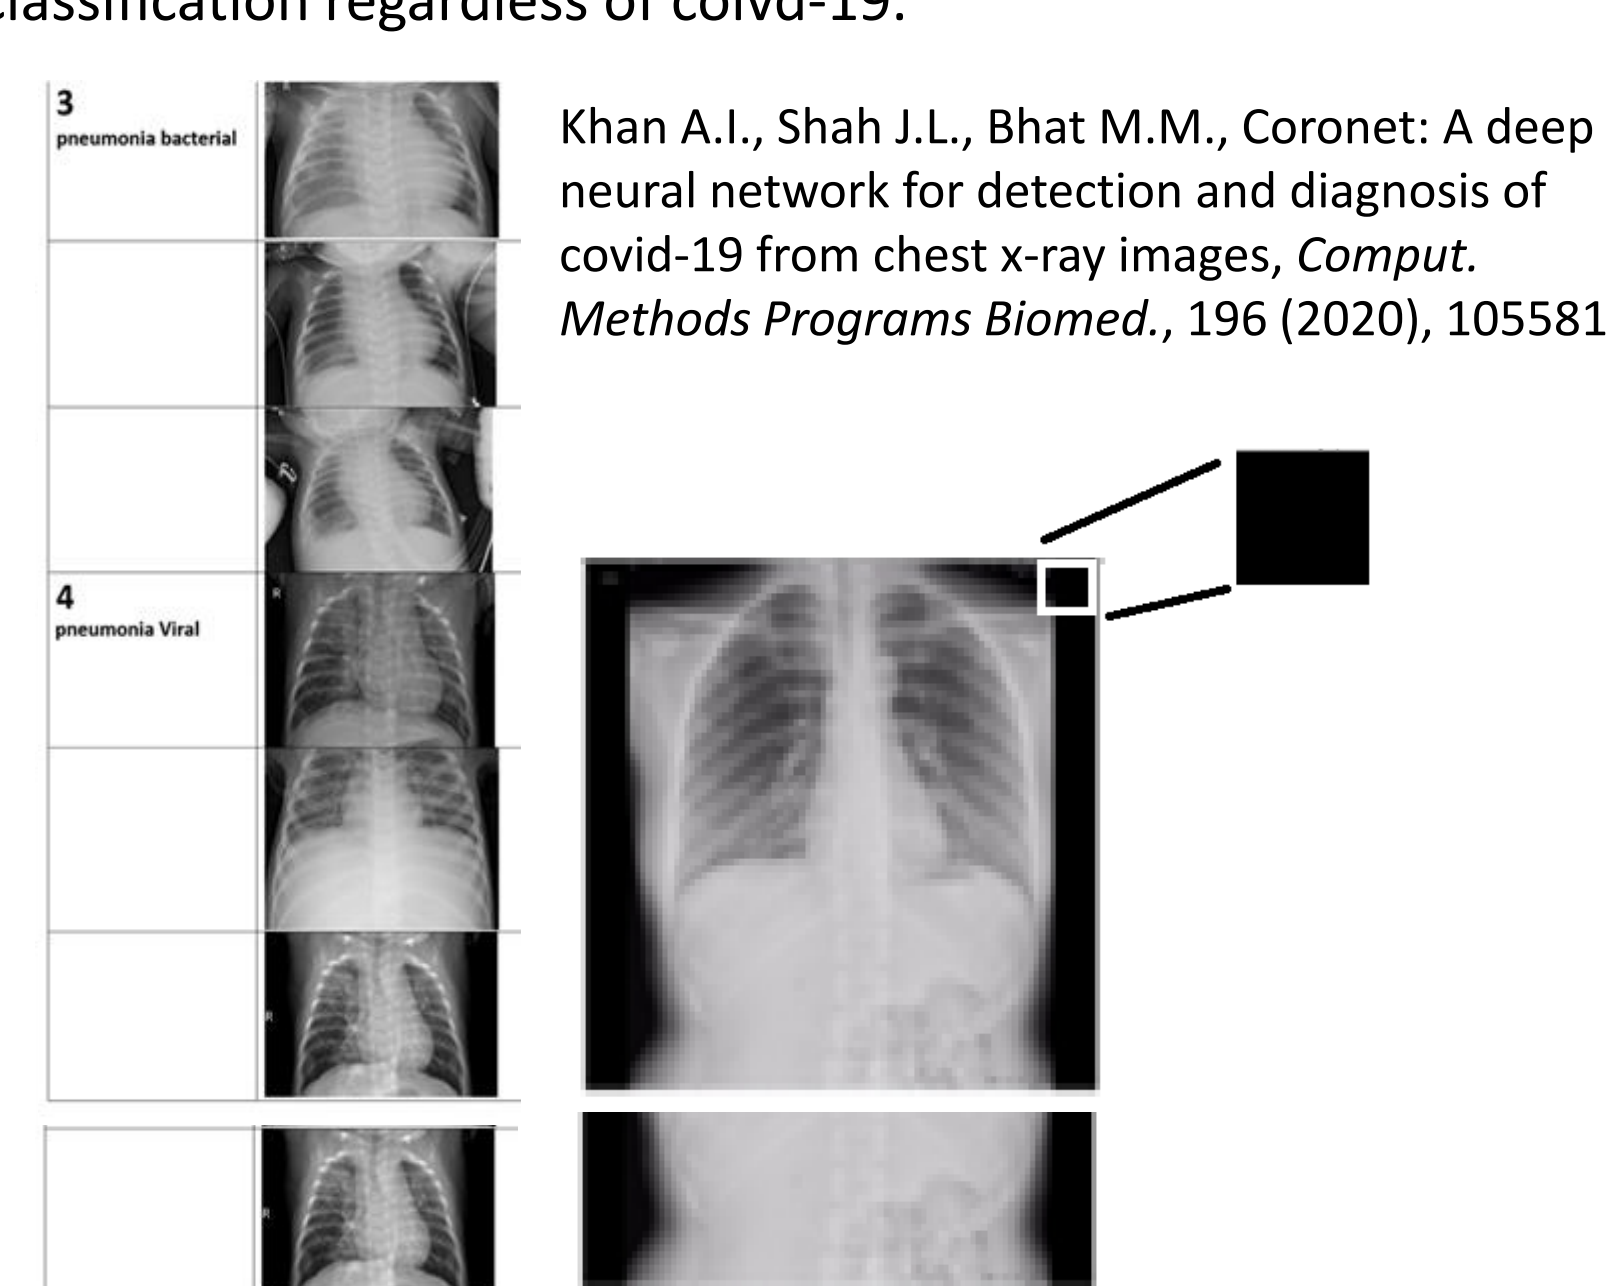 classification regardless of coivd-19.
3
pneumonia bacterial
Khan A.I., Shah J.L., Bhat M.M., Coronet: A deep
neural network for detection and diagnosis of
covid-19 from chest x-ray images, Comput.
Methods Programs Biomed., 196 (2020), 105581
4
pneumonia Viral
R
R
R